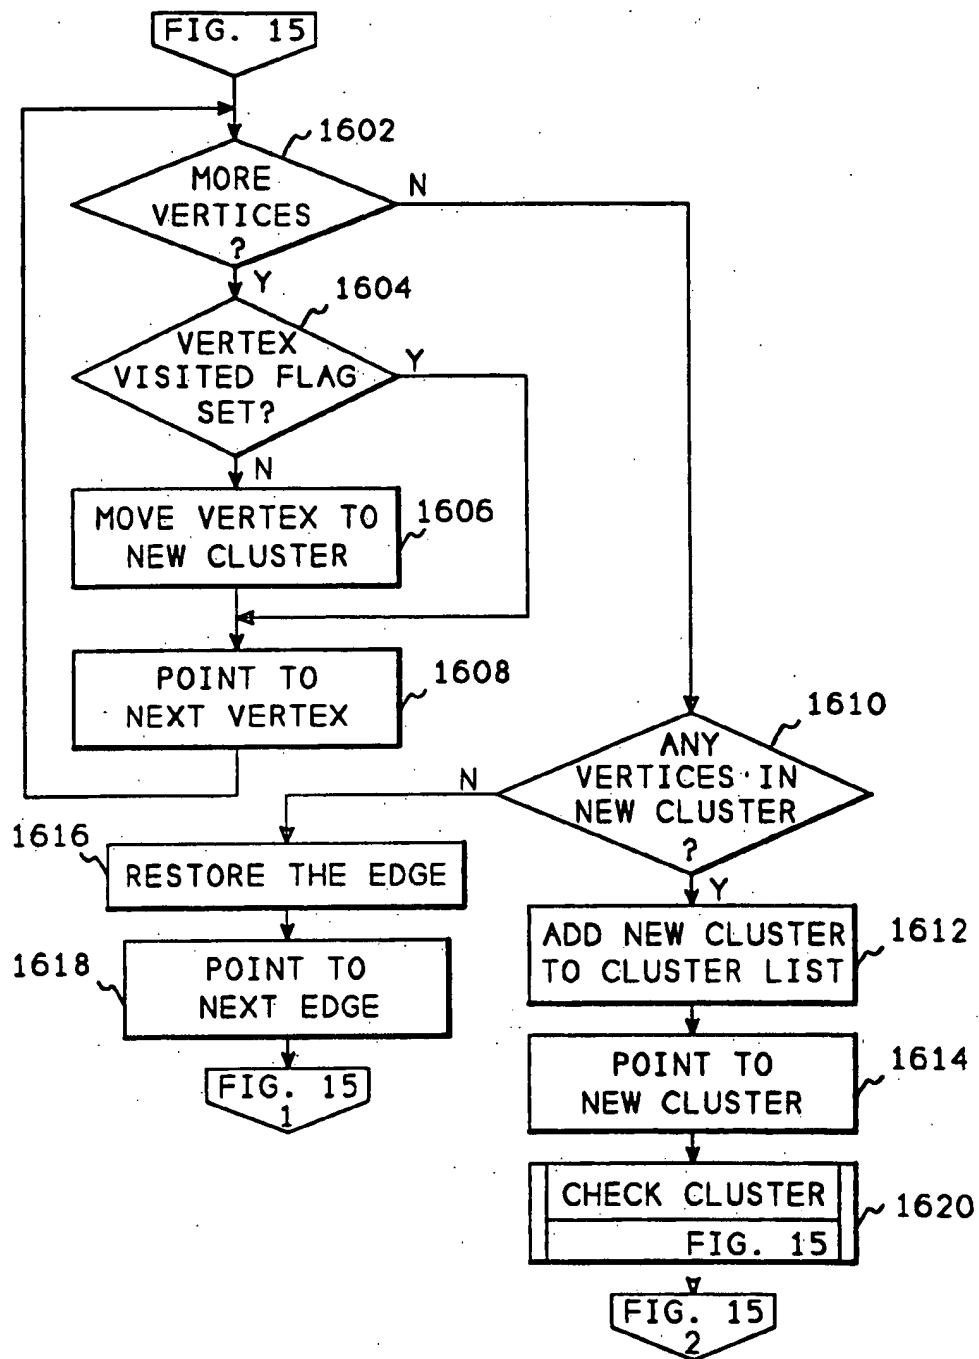 FIG. 15
1602
MORE
VERTICES
?
N
Y
1604
VERTEX
VISITED FLAG
SET?
Y
N
MOVE VERTEX TO
NEW CLUSTER
1606
POINT TO
NEXT VERTEX
1608
1610
ANY
VERTICES IN
NEW CLUSTER
?
N
Y
1616
RESTORE THE EDGE
1618
POINT TO
NEXT EDGE
FIG. 15
1
ADD NEW CLUSTER
TO CLUSTER LIST
1612
POINT TO
NEW CLUSTER
1614
CHECK CLUSTER
FIG. 15
1620
FIG. 15
2